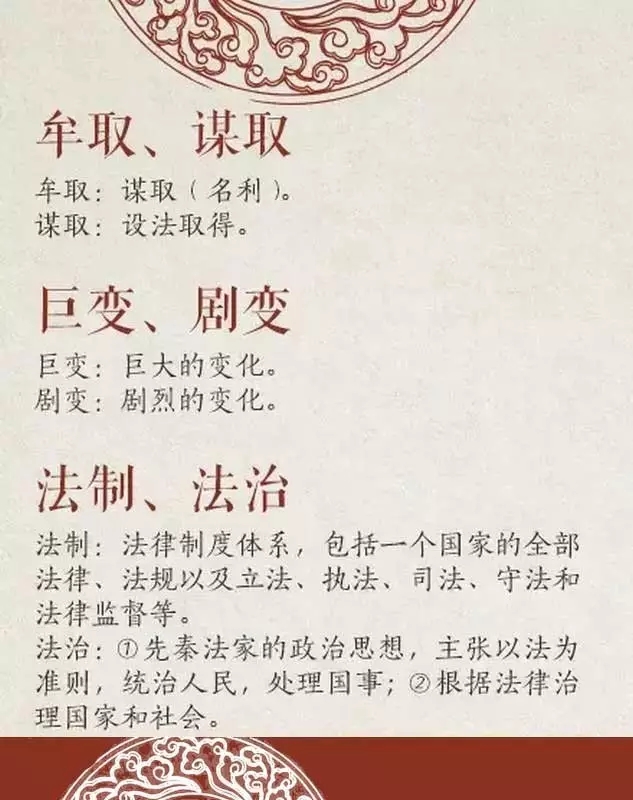 牟取、谋取
牟取：谋取（名利）。
谋取：设法取得。
巨变、剧变
巨变：巨大的变化。
剧变：剧烈的变化。
法制、法治
法制：法律制度体系，包括一个国家的全部
法律、法规以及立法、执法、司法、守法和
法律监督等。
法治：①先秦法家的政治思想，主张以法为
准则，统治人民，处理国事；②根据法律治
理国家和社会。